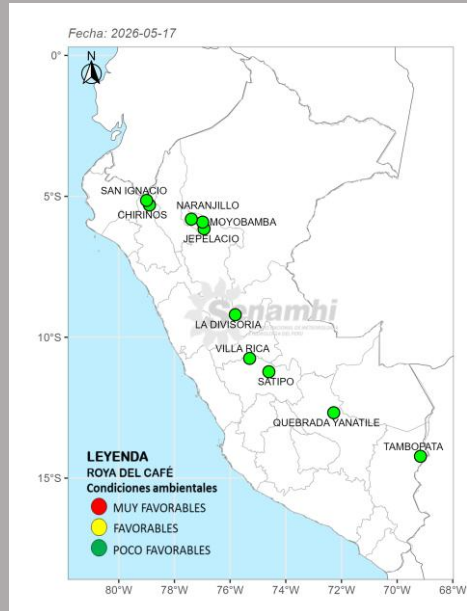 Fecha: 2026-05-17
N
0°
5°S
10°S
15°S
SAN IGNACIO
CHIRINOS
NARANJILLO
MOYOBAMBA
JEPELACIO
Senamhi
LA DIVISORIA
VILLA RICA
SATIPO
QUEBRADA YANATILE
TAMBOPATA
LEYENDA
ROYA DEL CAFÉ
Condiciones ambientales
MUY FAVORABLES
FAVORABLES
POCO FAVORABLES
80°W 78°W 76°W 74°W 72°W 70°W 68°W